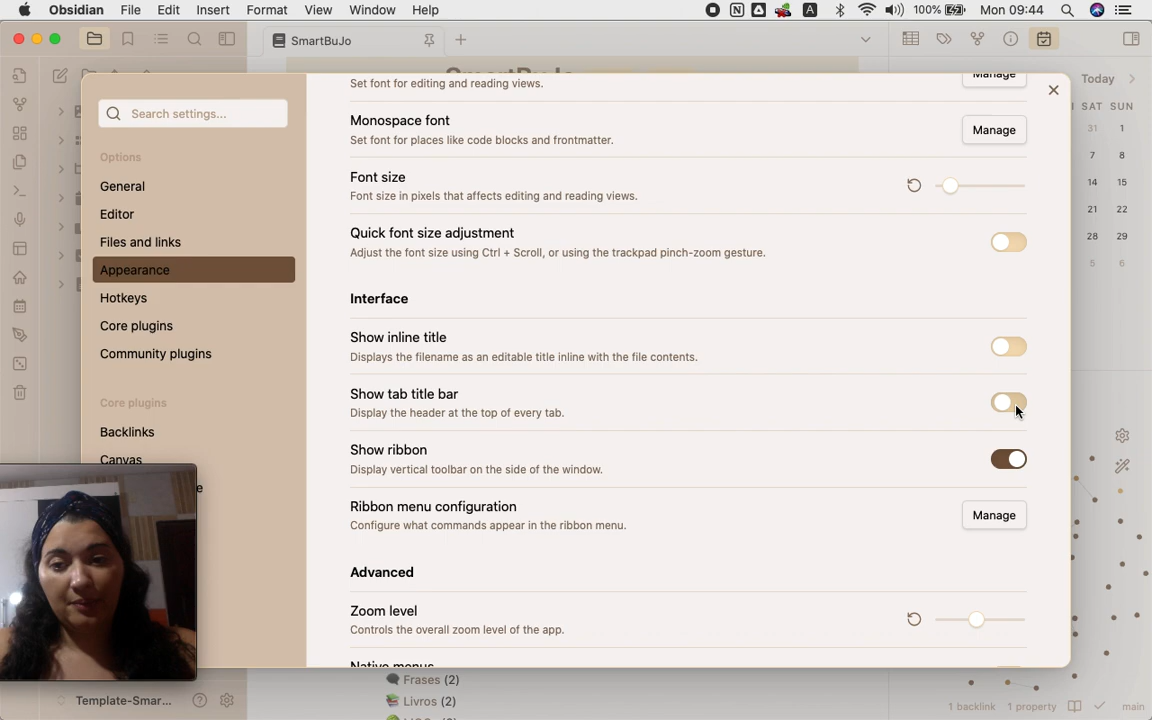 Obsidian File Edit Insert Format View Window Help
A 100% Mon 09:44
SmartBuJo
Today
SAT SUN
31 1
7 8
14 15
21 22
28 29
5 6
Search settings...
Options
General
Editor
Files and links
Appearance
Hotkeys
Core plugins
Community plugins
Core plugins
Backlinks
Canvas
Set font for editing and reading views.
Manage
Monospace font
Set font for places like code blocks and frontmatter.
Manage
Font size
Font size in pixels that affects editing and reading views.
Quick font size adjustment
Adjust the font size using Ctrl + Scroll, or using the trackpad pinch-zoom gesture.
Interface
Show inline title
Displays the filename as an editable title inline with the file contents.
Show tab title bar
Display the header at the top of every tab.
Show ribbon
Display vertical toolbar on the side of the window.
Ribbon menu configuration
Configure what commands appear in the ribbon menu.
Manage
Advanced
Zoom level
Controls the overall zoom level of the app.
Native menus
Frases (2)
Livros (2)
Template-Smar...
1 backlink 1 property main